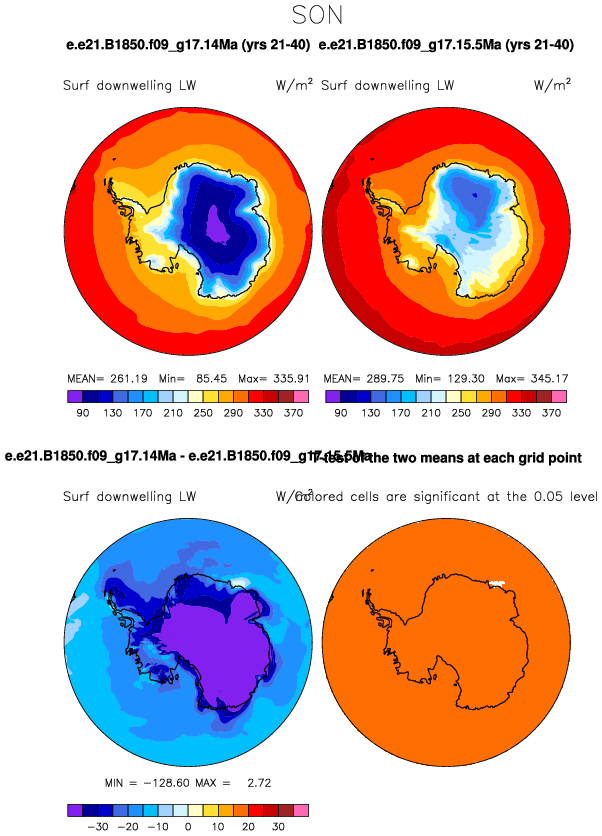 SON
e.e21.B1850.f09_g17.14Ma (yrs 21-40) e.e21.B1850.f09_g17.15.5Ma (yrs 21-40)
Surf downwelling LW W/m² Surf downwelling LW W/m²
MEAN= 261.19 Min= 85.45 Max= 335.91 MEAN= 289.75 Min= 129.30 Max= 345.17
90 130 170 210 250 290 330 370 90 130 170 210 250 290 330 370
e.e21.B1850.f09_g17.14Ma - e.e21.B1850.f09_g17.15.5Ma T-test of the two means at each grid point
Surf downwelling LW W/m² Colored cells are significant at the 0.05 level
MIN = -128.60 MAX = 2.72
-30 -20 -10 0 10 20 30